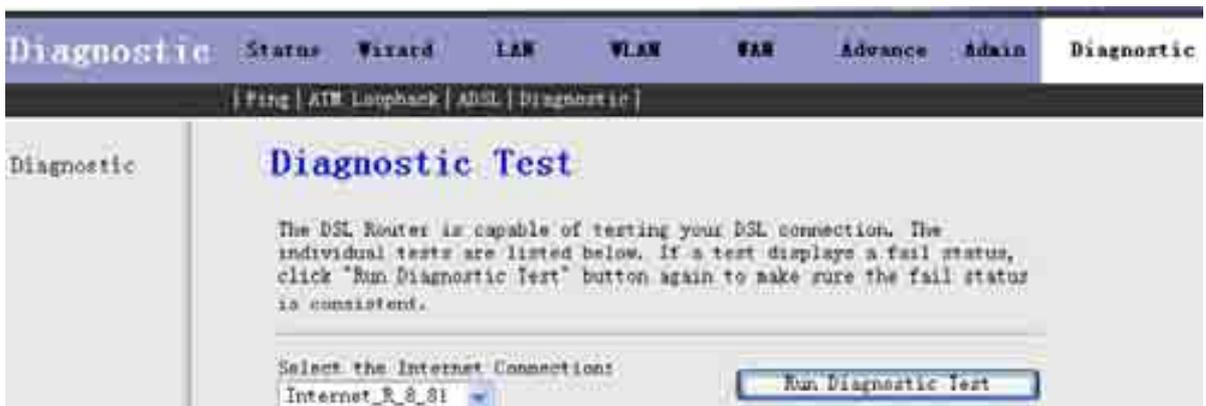 Diagnostic Status Wizard LAN WLAN WAN Advance Admin Diagnostic
| Ping | ATM Loopback | ADSL | Diagnostic |
Diagnostic
Diagnostic Test
The DSL Router is capable of testing your DSL connection. The
individual tests are listed below. If a test displays a fail status,
click "Run Diagnostic Test" button again to make sure the fail status
is consistent.
Select the Internet Connection:
Internet_R_8_81
Run Diagnostic Test